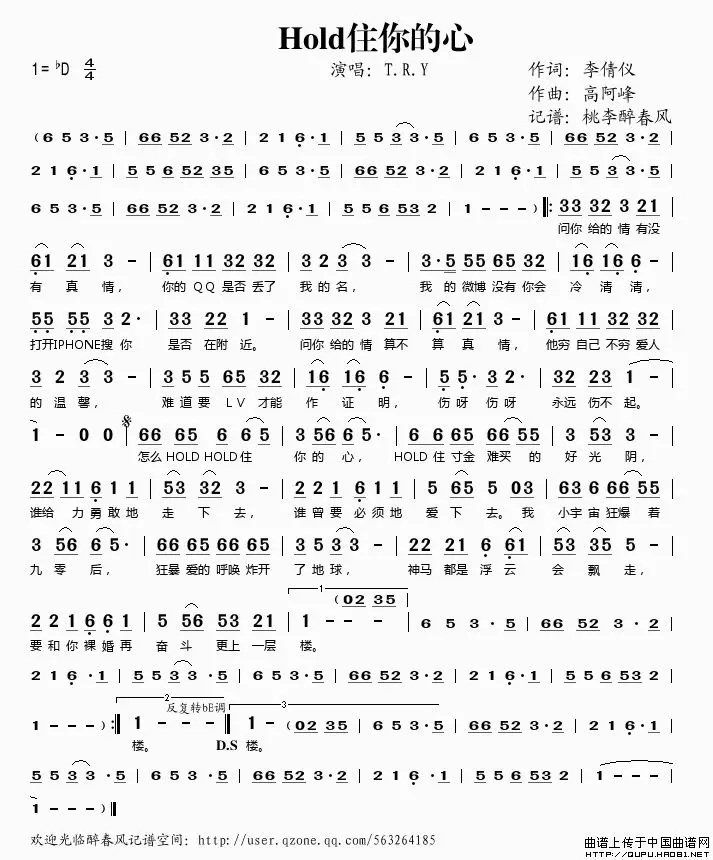 Hold住你的心
1=♭D 4/4
演唱：T.R.Y
作词：李倩仪
作曲：高阿峰
记谱：桃李醉春风
（6 5 3·5 | 66 52 3·2 | 2 1 6·1 | 5 5 3 3·5 | 6 5 3·5 | 66 52 3·2 |
2 1 6·1 | 5 5 6 52 35 | 6 5 3·5 | 66 52 3·2 | 2 1 6·1 | 5 5 3 3·5 |
6 5 3·5 | 66 52 3·2 | 2 1 6·1 | 5 5 6 53 2 | 1 - - -）‖: 33 32 3 21 |
问你 给的 情 有没
61 21 3 - | 61 11 32 32 | 3 2 3 3 - | 3·5 55 65 32 | 16 16 6 - |
有 真 情， 你的 QQ 是否 丢了 我 的 名， 我 的 微博 没有 你会 冷 清 清，
55 55 3 2· | 33 22 1 - | 33 32 3 21 | 61 21 3 - | 61 11 32 32 |
打开IPHONE搜 你 是否 在附 近。 问你 给的 情 算不 算 真 情， 他穷 自己 不穷 爱人
3 2 3 3 - | 3 5 5 65 32 | 16 16 6 - | 5 5· 3 2· | 32 23 1 - |
的 温 馨， 难 道 要 LV 才能 作 证 明， 伤 呀 伤 呀 永远 伤不 起。
1 - 0 0 | 66 65 6 65 | 3 56 6 5· | 6 6 65 66 55 | 3 53 3 - |
怎么 HOLD HOLD住 你 的 心， HOLD 住 寸金 难买 的 好 光 阴，
22 11 6 6 1 | 53 32 3 - | 2 2 1 6 1 1 | 5 65 5 03 | 63 6 66 55 |
谁给 力 勇 敢 地 走 下 去， 谁 曾 要 必 须 地 爱 下 去。 我 小宇 宙 狂爆 着
3 56 6 5· | 66 65 66 65 | 3 5 5 3 - | 22 21 6 61 | 53 35 5 - |
九 零 后， 狂暴 爱的 呼唤 炸开 了 地 球， 神马 都是 浮 云 会 飘 走，
1 （02 35
2 2 1 6 6 1 | 5 56 53 21 | 1 - - | 6 5 3·5 | 66 52 3·2 |
要 和 你 裸 婚 再 奋 斗 更上 一层 楼。
2 1 6·1 | 5 5 3 3·5 | 6 5 3·5 | 66 52 3·2 | 2 1 6·1 | 5 5 6 53 2 |
2 反复转bE调 3
1 - - -）:‖ 1 - - - ‖ 1 - （02 35 | 6 5 3·5 | 66 52 3·2 | 2 1 6·1 |
楼。 D.S 楼。
5 5 3 3·5 | 6 5 3·5 | 66 52 3·2 | 2 1 6·1 | 5 5 6 53 2 | 1 - - - |
1 - - -）‖
欢迎光临醉春风记谱空间：http://user.qzone.qq.com/563264185
曲谱上传于中国曲谱网
http://QUPU.HAO81.NET